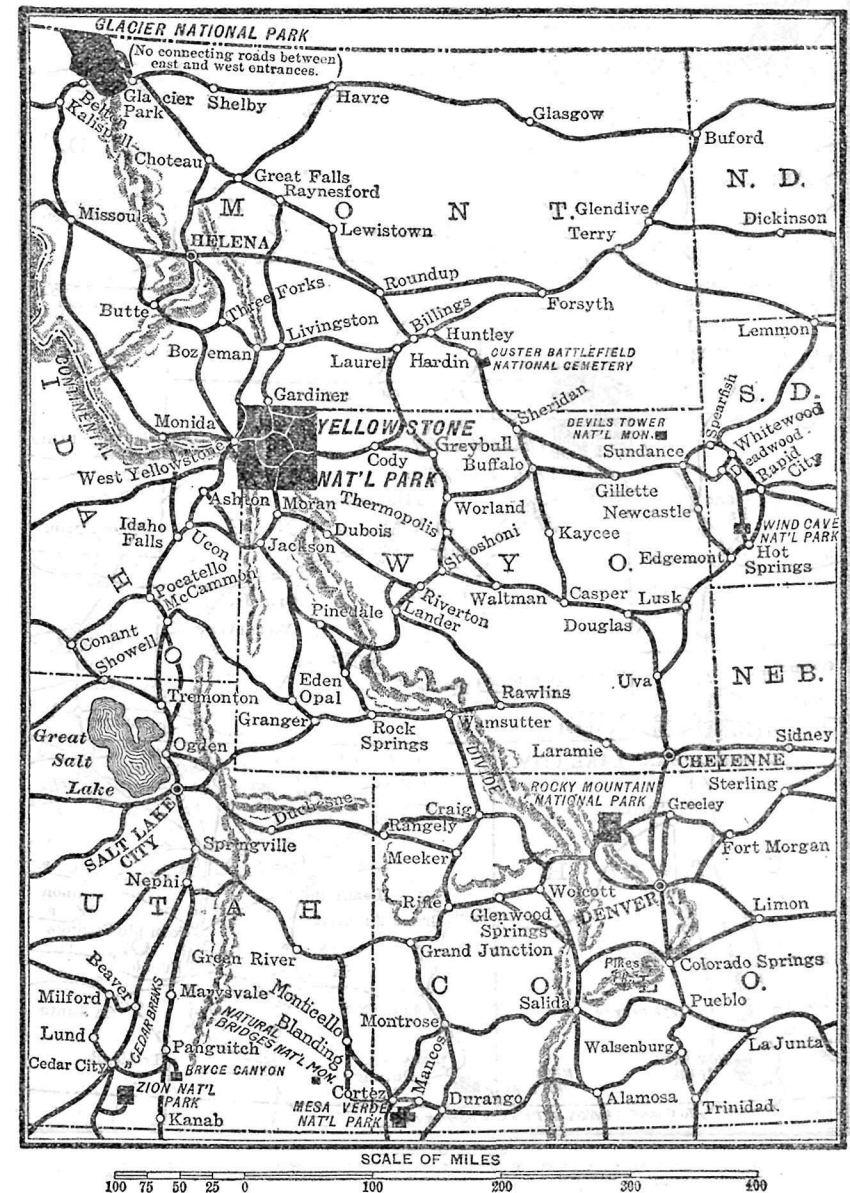 GLACIER NATIONAL PARK
(No connecting roads between
east and west entrances.)
Belton
Kalispell
Glacier
Park
Shelby
Havre
Glasgow
Buford
Choteau
Great Falls
Raynesford
N. D.
MONT.
Glendive
Dickinson
Missoula
Lewistown
Terry
HELENA
Roundup
Forsyth
Butte
Three Forks
Billings
Livingston
Huntley
Lemmon
Bozeman
Laurel
Hardin
CUSTER BATTLEFIELD
NATIONAL CEMETERY
CONTINENTAL
IDAHO
Gardiner
Spearfish
S. D.
Monida
YELLOWSTONE
NAT'L PARK
Sheridan
DEVILS TOWER
NAT'L MON.
Whitewood
Deadwood
West Yellowstone
Cody
Greybull
Buffalo
Sundance
Rapid
City
Gillette
Ashton
Moran
Thermopolis
Worland
Newcastle
Idaho
Falls
Ucon
Dubois
WIND CAVE
NAT'L PARK
Jackson
Shoshoni
Kaycee
Edgemont
Hot
Springs
WYO.
Pocatello
McCammon
Riverton
Lander
Waltman
Casper
Lusk
Douglas
Pinedale
Conant
Showell
Eden
Opal
Uva
NEB.
Tremonton
Granger
Rawlins
Rock
Springs
Wamsutter
Great
Salt
Lake
Ogden
Laramie
Sidney
CHEYENNE
DIVIDE
ROCKY MOUNTAIN
NATIONAL PARK
Sterling
Duchesne
Craig
Greeley
SALT LAKE
CITY
Rangely
Springville
Meeker
Fort Morgan
Nephi
Wolcott
Rifle
UTAH
Glenwood
Springs
DENVER
Limon
Green River
Grand Junction
Colorado Springs
Beaver
Pikes
COLO.
Milford
CEDAR BREAKS
Marysvale
Monticello
Salida
Pueblo
NATURAL
BRIDGES NAT'L MON.
Blanding
Montrose
Lund
Walsenburg
La Junta
Cedar City
Panguitch
Mancos
BRYCE CANYON
ZION NAT'L
PARK
Cortez
MESA VERDE
NAT'L PARK
Durango
Alamosa
Trinidad.
Kanab
SCALE OF MILES
100 75 50 25 0 100 200 300 400